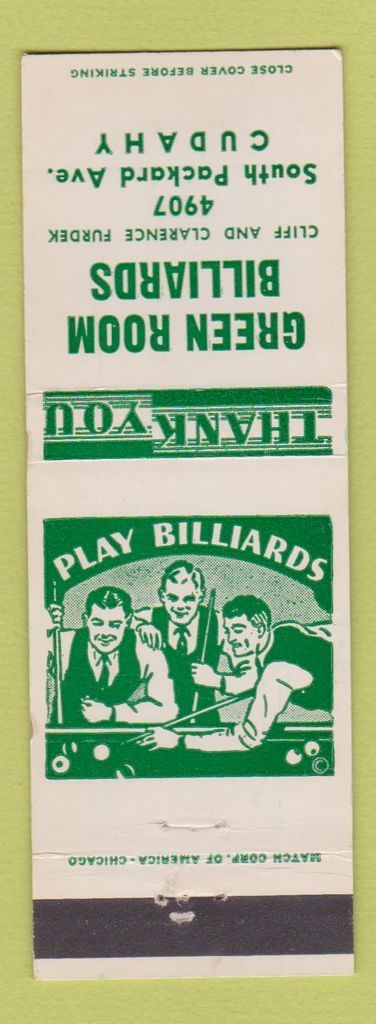 CLOSE COVER BEFORE STRIKING
GREEN ROOM
BILLIARDS
CLIFF AND CLARENCE FURDEK
4907
South Packard Ave.
CUDAHY
THANK YOU
PLAY BILLIARDS
©
MATCH CORP. OF AMERICA - CHICAGO